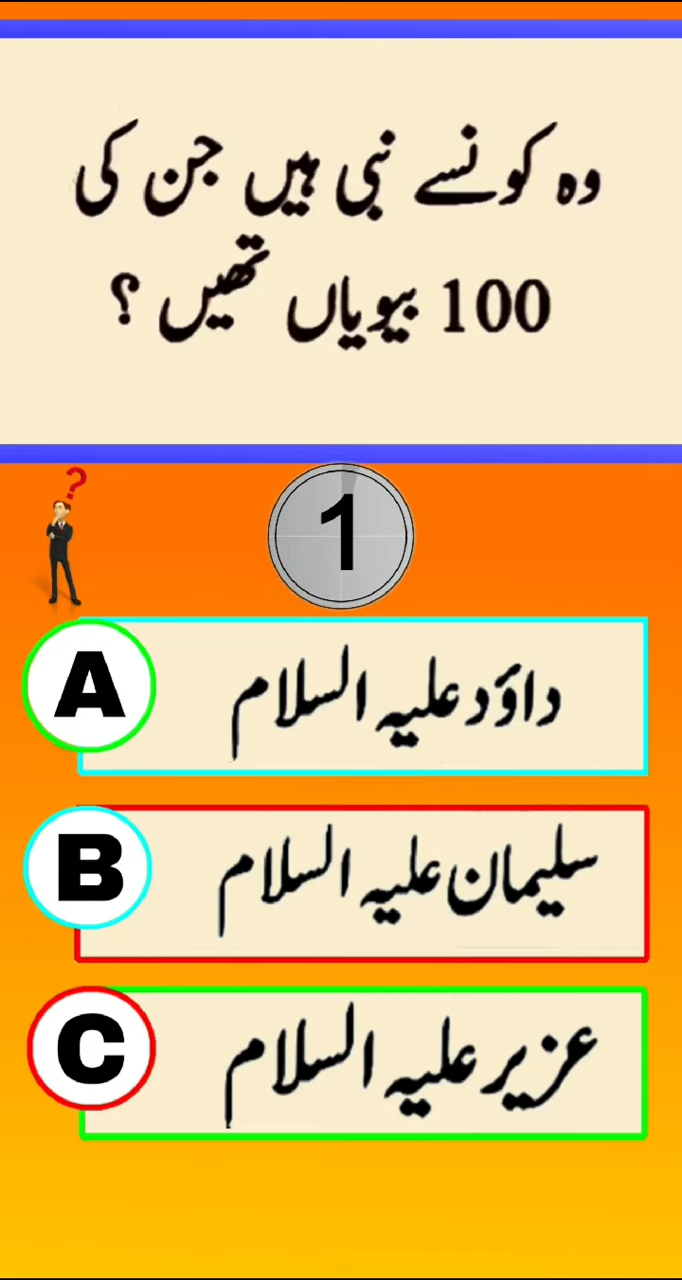 وہ کونسے نبی ہیں جن کی
100 بیویاں تھیں ؟
?
1
A
داؤد علیہ السلام
B
سلیمان علیہ السلام
C
عزیر علیہ السلام